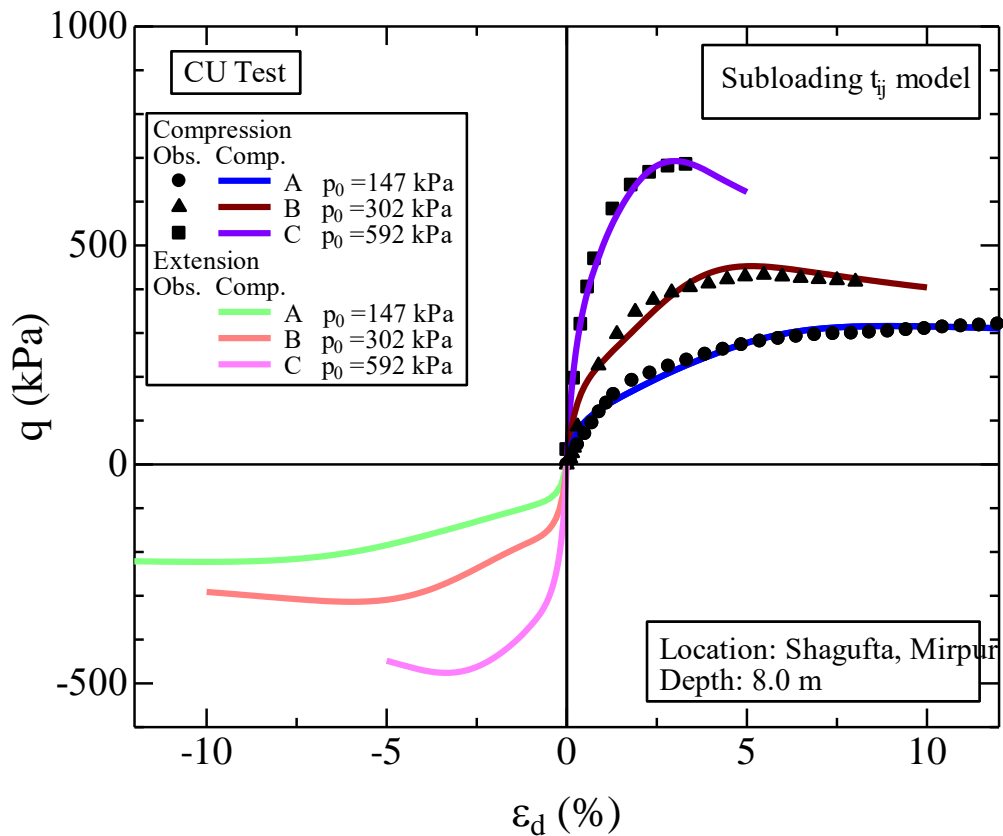 1000
CU Test
Subloading tij model
Compression
Obs. Comp.
A p0 =147 kPa
B p0 =302 kPa
C p0 =592 kPa
Extension
Obs. Comp.
A p0 =147 kPa
B p0 =302 kPa
C p0 =592 kPa
500
q (kPa)
0
Location: Shagufta, Mirpur
Depth: 8.0 m
-500
-10 -5 0 5 10
εd (%)